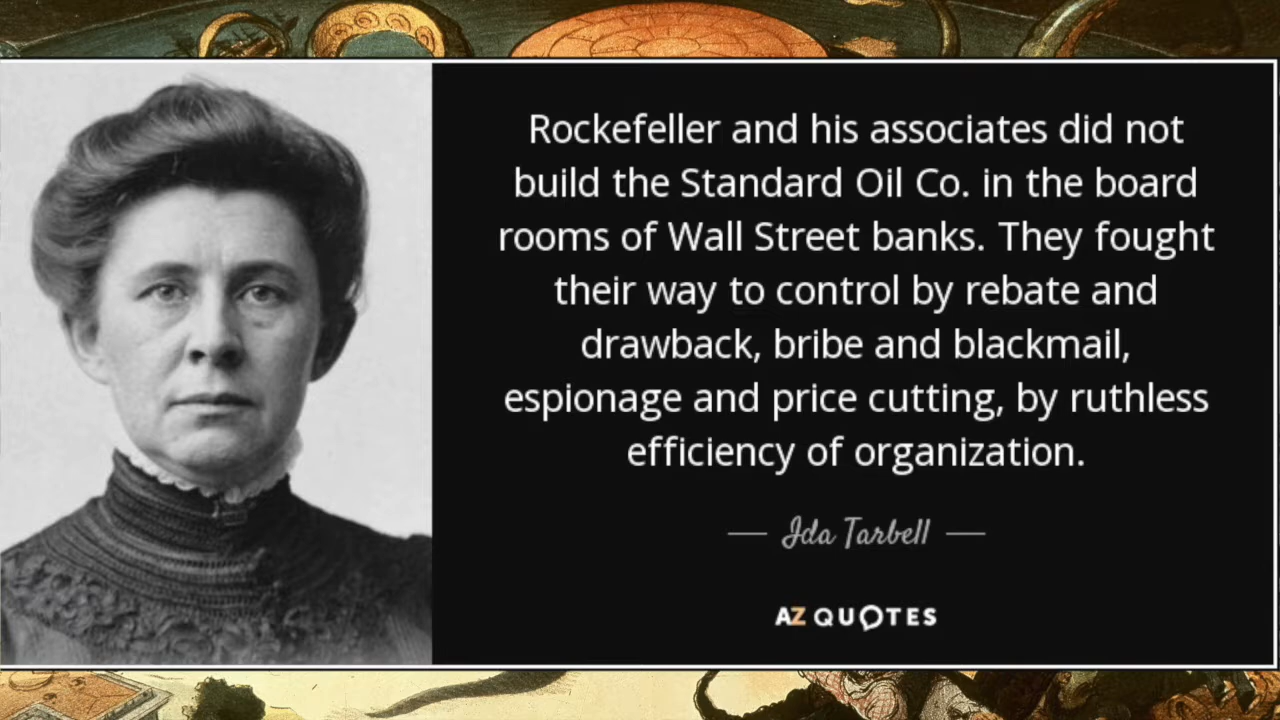 Rockefeller and his associates did not
build the Standard Oil Co. in the board
rooms of Wall Street banks. They fought
their way to control by rebate and
drawback, bribe and blackmail,
espionage and price cutting, by ruthless
efficiency of organization.
Ida Tarbell
AZ QUOTES